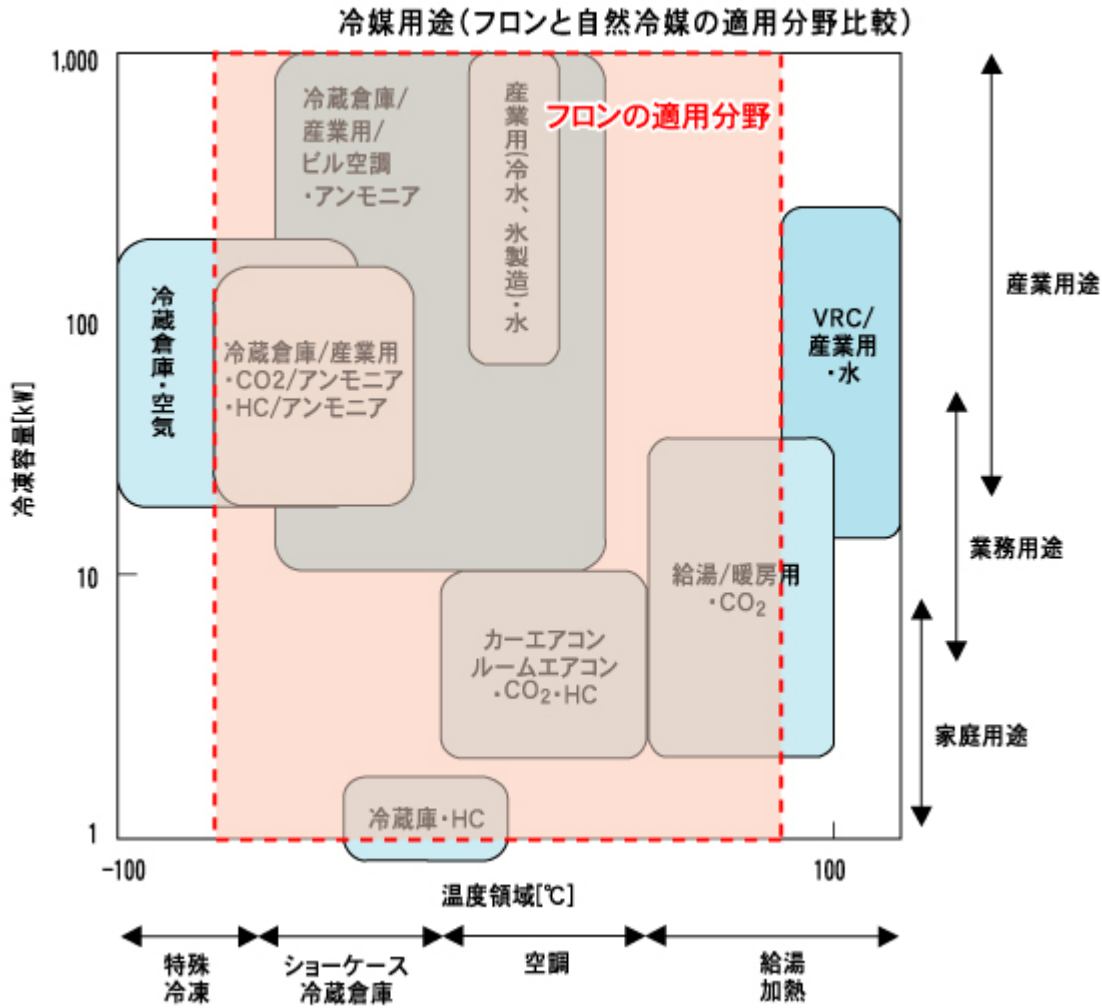 冷媒用途(フロンと自然冷媒の適用分野比較)
1.000
冷蔵倉庫/
産業用/
ビル空調
・アンモニア
産業用(冷水、氷製造)・水
フロンの適用分野
冷蔵倉庫・空気
冷蔵倉庫/産業用
・CO2/アンモニア
・HC/アンモニア
VRC/
産業用
・水
産業用途
100
冷凍容量[kW]
10
給湯/暖房用
・CO₂
業務用途
カーエアコン
ルームエアコン
・CO₂・HC
家庭用途
冷蔵庫・HC
1
-100
100
温度領域[℃]
特殊
冷凍
ショーケース
冷蔵倉庫
空調
給湯
加熱